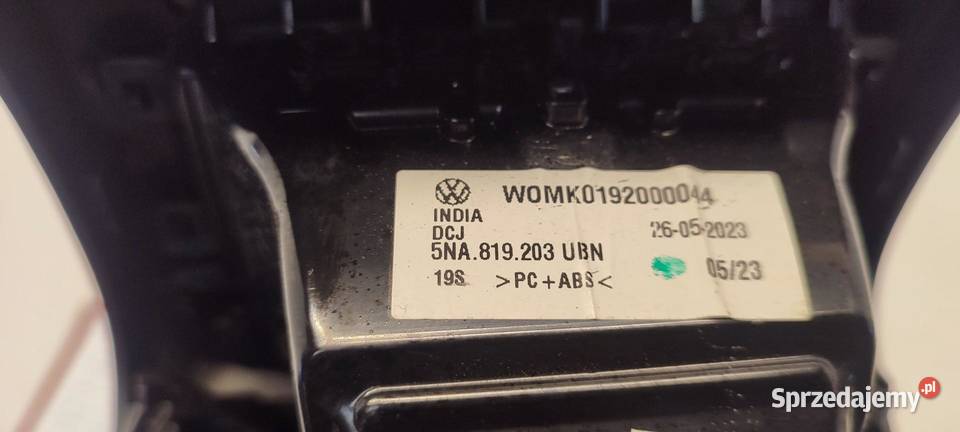 WOMK0192000044
INDIA
DCJ
26-05-2023
5NA.819.203 UBN
05/23
19S >PC+ABS<
Sprzedajemy.pl